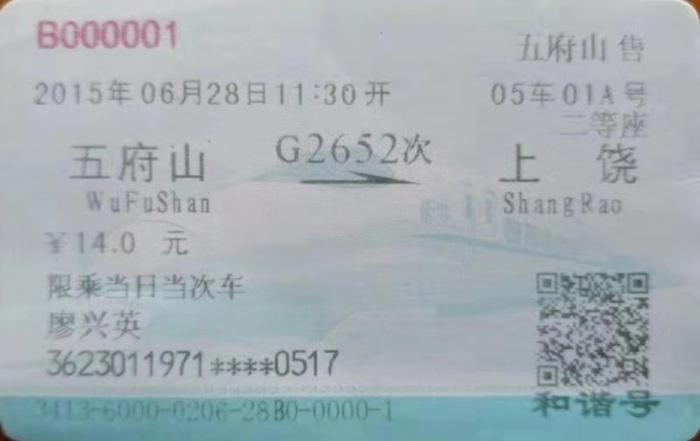 B000001
五府山 售
2015年06月28日11:30开
05车01A号
二等座
五府山
G2652次
上饶
WuFuShan
ShangRao
￥14.0 元
限乘当日当次车
廖兴英
3623011971****0517
和谐号
3413-6000-0206-28B0-0000-1